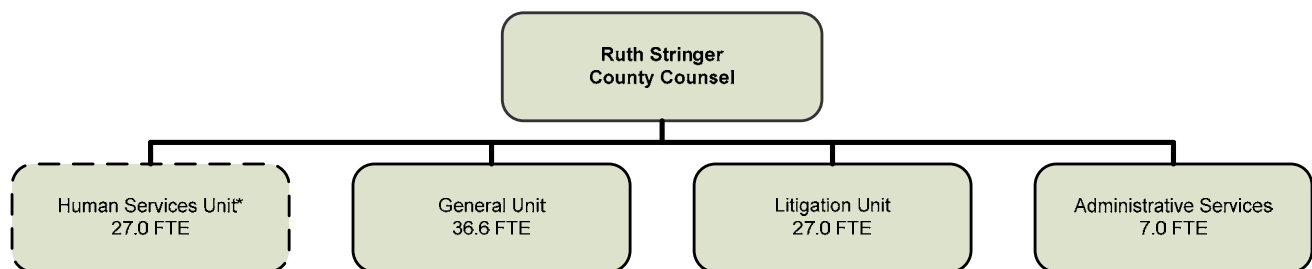 Ruth Stringer
County Counsel
Human Services Unit*
27.0 FTE
General Unit
36.6 FTE
Litigation Unit
27.0 FTE
Administrative Services
7.0 FTE